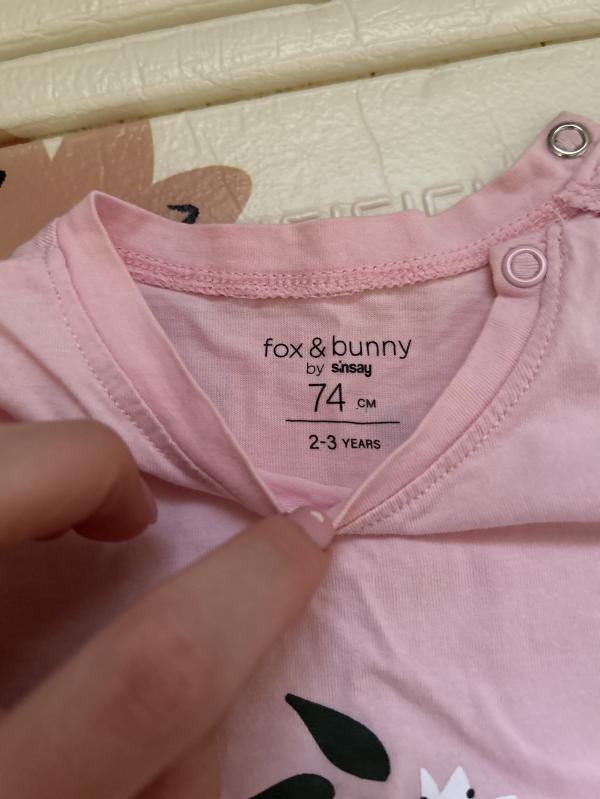 fox & bunny
by sinsay
74 CM
2-3 YEARS